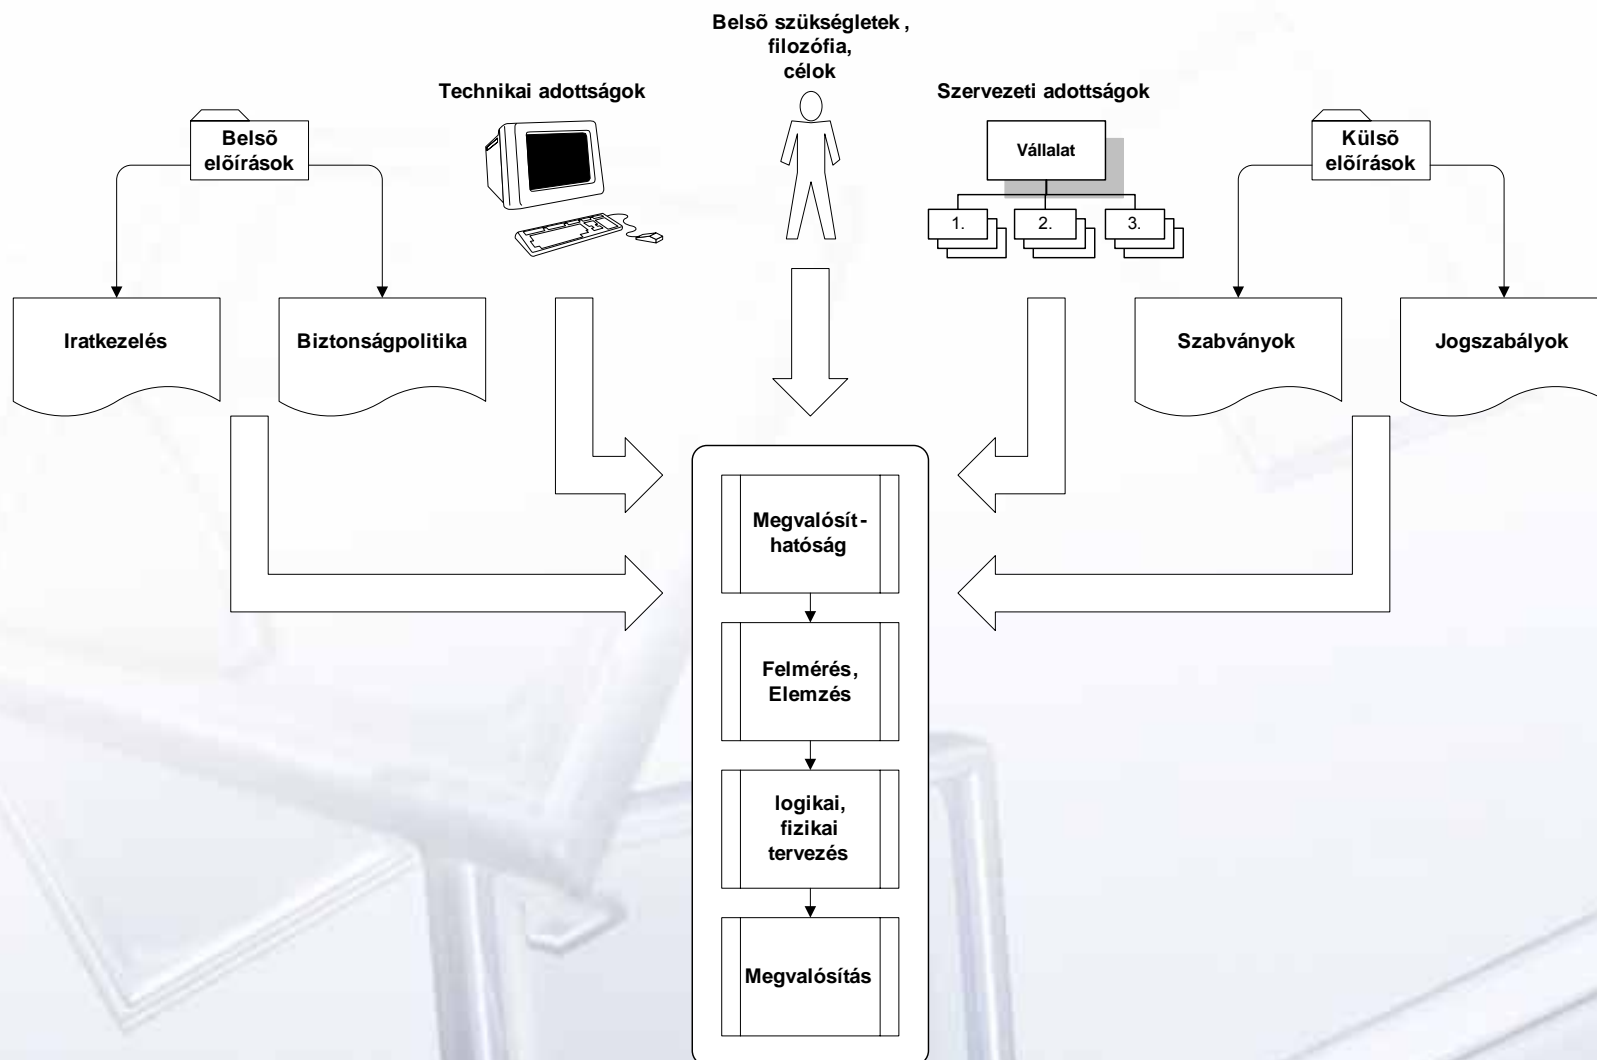 Belsõ szükségletek ,
filozófia,
célok
Technikai adottságok
Szervezeti adottságok
Belsõ
elõírások
Vállalat
1.
2.
3.
Külsõ
elõírások
Iratkezelés
Biztonságpolitika
Szabványok
Jogszabályok
Megvalósít -
hatóság
Felmérés,
Elemzés
logikai,
fizikai
tervezés
Megvalósítás